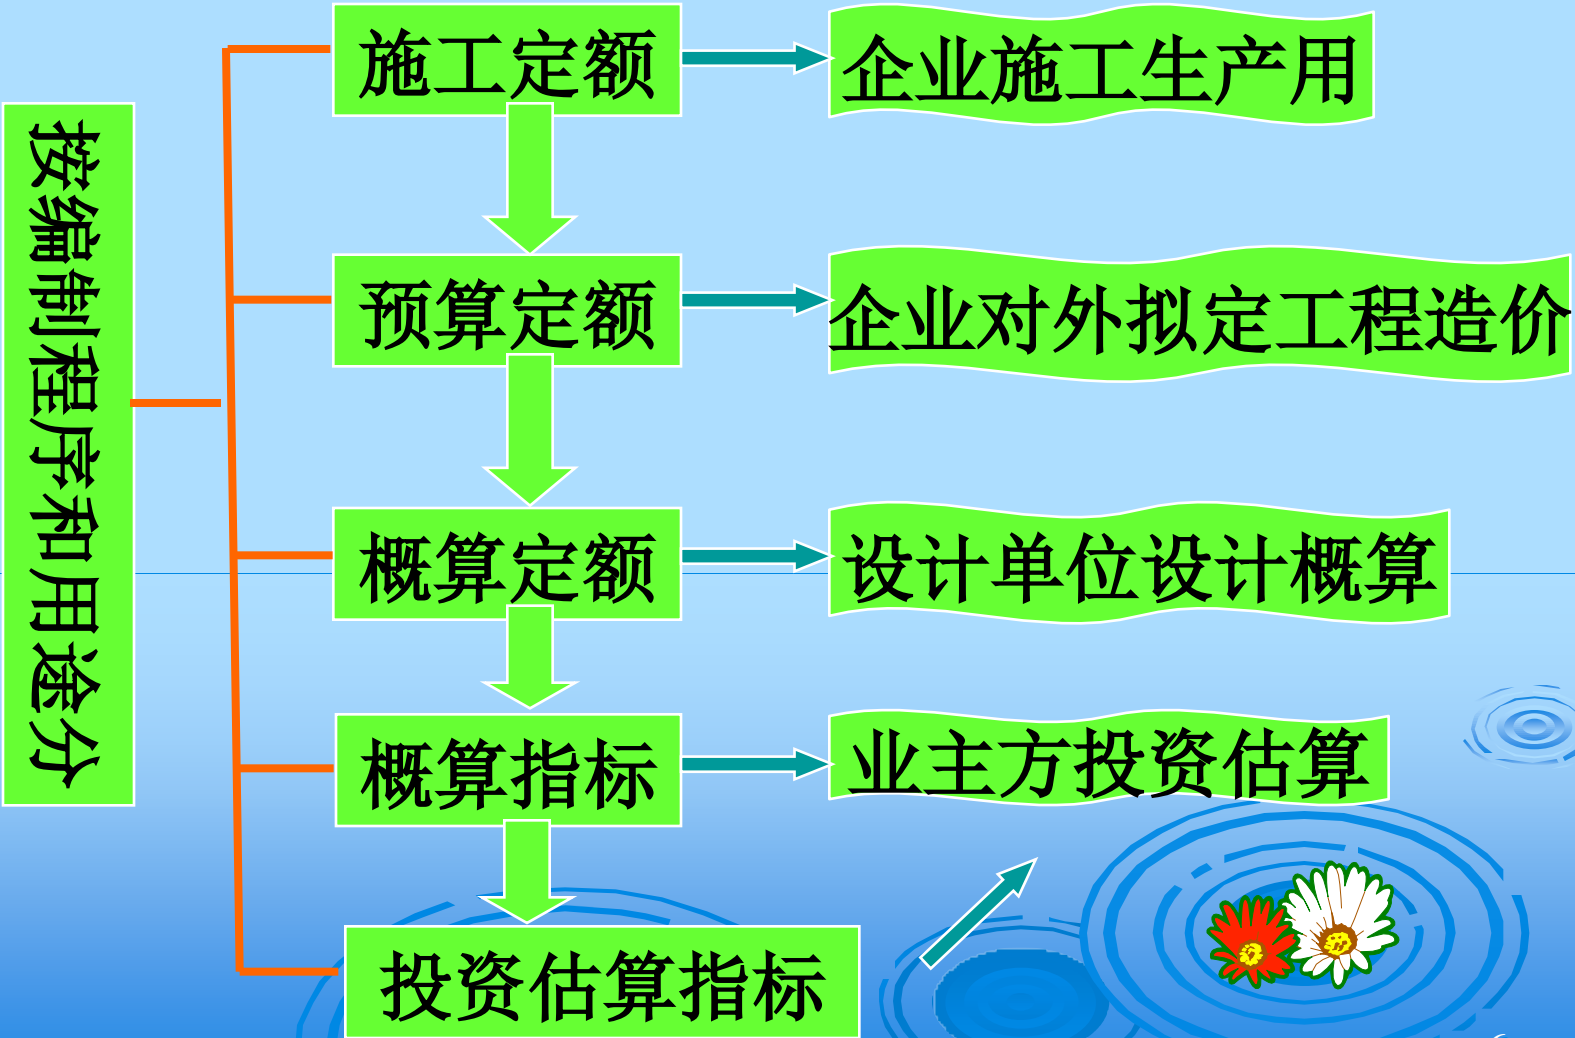 按编制程序和用途分
施工定额
企业施工生产用
预算定额
企业对外拟定工程造价
概算定额
设计单位设计概算
概算指标
业主方投资估算
投资估算指标